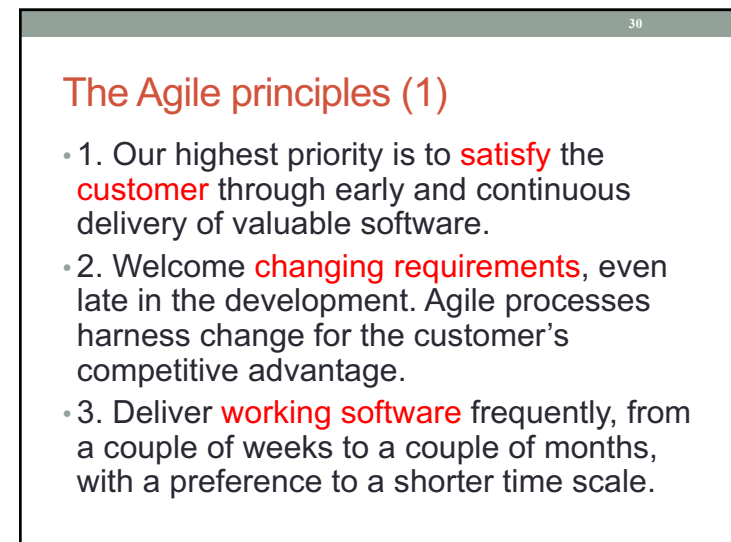 30
The Agile principles (1)
• 1. Our highest priority is to satisfy the
customer through early and continuous
delivery of valuable software.
• 2. Welcome changing requirements, even
late in the development. Agile processes
harness change for the customer’s
competitive advantage.
• 3. Deliver working software frequently, from
a couple of weeks to a couple of months,
with a preference to a shorter time scale.